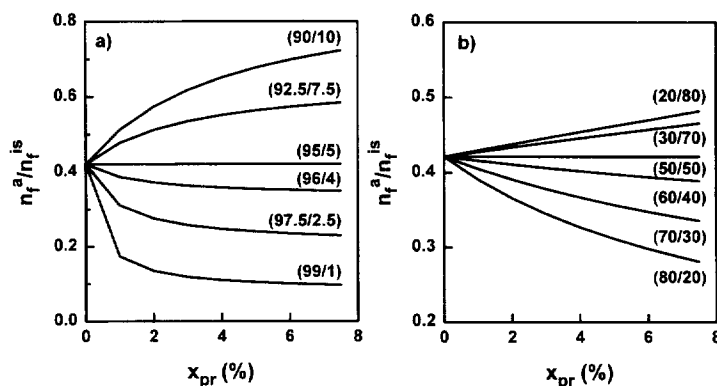 a)
n_f^a/n_f^is
0.8
0.6
0.4
0.2
0.0
(90/10)
(92.5/7.5)
(95/5)
(96/4)
(97.5/2.5)
(99/1)
0 2 4 6 8
x_pr (%)
b)
n_f^a/n_f^is
0.6
0.5
0.4
0.3
0.2
(20/80)
(30/70)
(50/50)
(60/40)
(70/30)
(80/20)
0 2 4 6 8
x_pr (%)